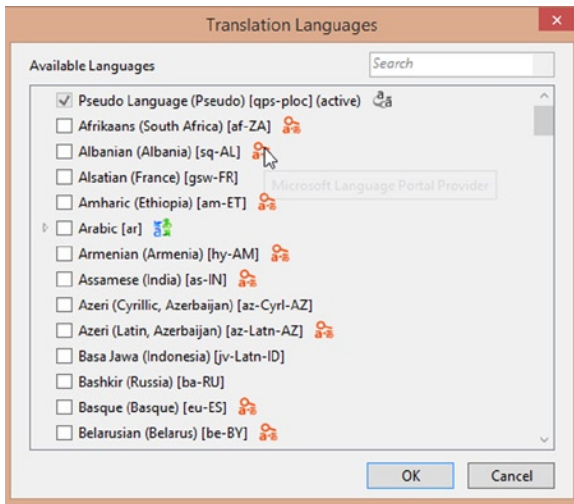 Translation Languages
Available Languages
Search
Pseudo Language (Pseudo) [qps-ploc] (active)
Afrikaans (South Africa) [af-ZA]
Albanian (Albania) [sq-AL]
Alsatian (France) [gsw-FR]
Microsoft Language Portal Provider
Amharic (Ethiopia) [am-ET]
Arabic [ar]
Armenian (Armenia) [hy-AM]
Assamese (India) [as-IN]
Azeri (Cyrillic, Azerbaijan) [az-Cyrl-AZ]
Azeri (Latin, Azerbaijan) [az-Latn-AZ]
Basa Jawa (Indonesia) [jv-Latn-ID]
Bashkir (Russia) [ba-RU]
Basque (Basque) [eu-ES]
Belarusian (Belarus) [be-BY]
OK
Cancel